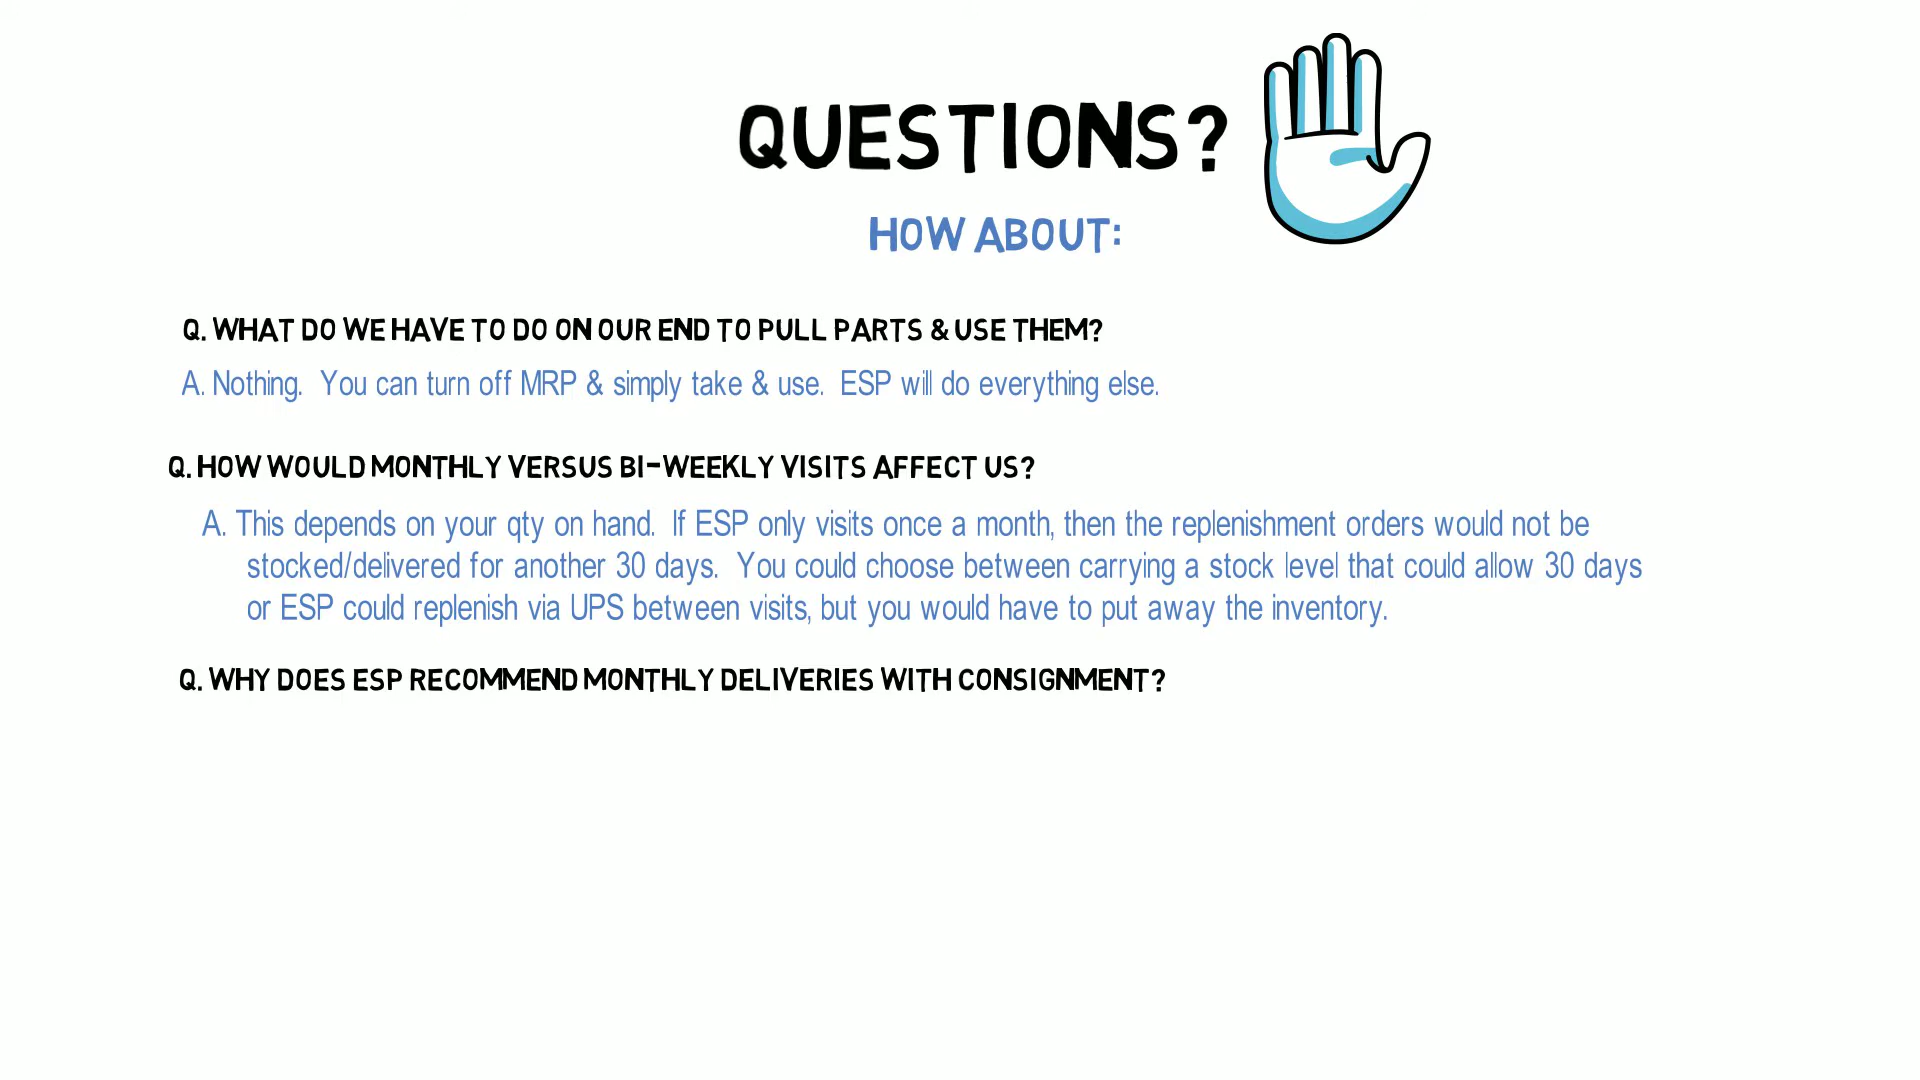 QUESTIONS?
HOW ABOUT:
Q. WHAT DO WE HAVE TO DO ON OUR END TO PULL PARTS & USE THEM?
A. Nothing.  You can turn off MRP & simply take & use.  ESP will do everything else.
Q. HOW WOULD MONTHLY VERSUS BI-WEEKLY VISITS AFFECT US?
A. This depends on your qty on hand.  If ESP only visits once a month, then the replenishment orders would not be
stocked/delivered for another 30 days.  You could choose between carrying a stock level that could allow 30 days
or ESP could replenish via UPS between visits, but you would have to put away the inventory.
Q. WHY DOES ESP RECOMMEND MONTHLY DELIVERIES WITH CONSIGNMENT?